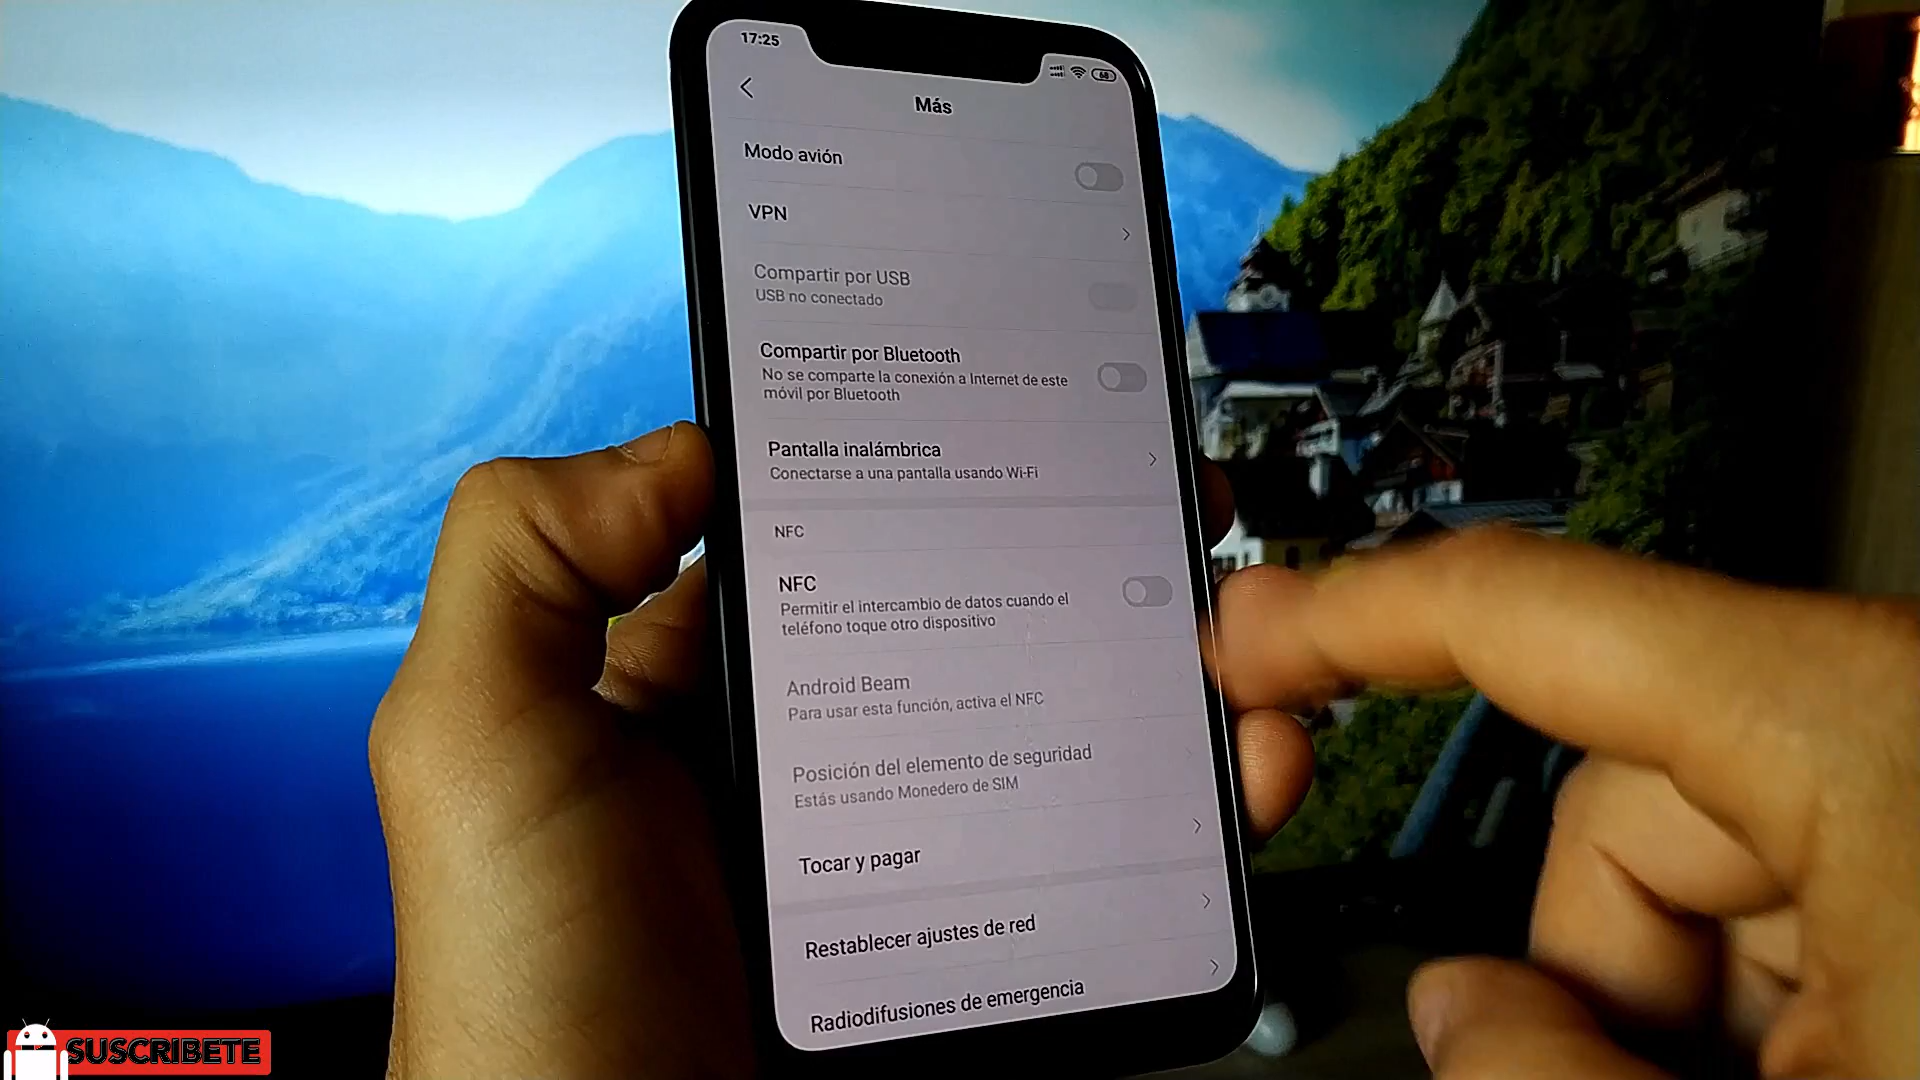 17:25
68
Más
Modo avión
VPN
Compartir por USB
USB no conectado
Compartir por Bluetooth
No se comparte la conexión a Internet de este
móvil por Bluetooth
Pantalla inalámbrica
Conectarse a una pantalla usando Wi-Fi
NFC
NFC
Permitir el intercambio de datos cuando el
teléfono toque otro dispositivo
Android Beam
Para usar esta función, activa el NFC
Posición del elemento de seguridad
Estás usando Monedero de SIM
Tocar y pagar
Restablecer ajustes de red
Radiodifusiones de emergencia
SUSCRIBETE